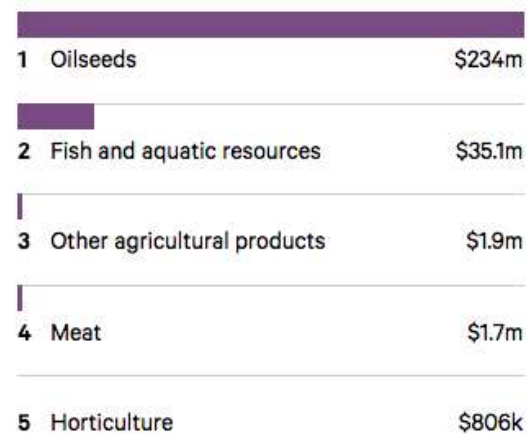 1 Oilseeds $234m
2 Fish and aquatic resources $35.1m
3 Other agricultural products $1.9m
4 Meat $1.7m
5 Horticulture $806k